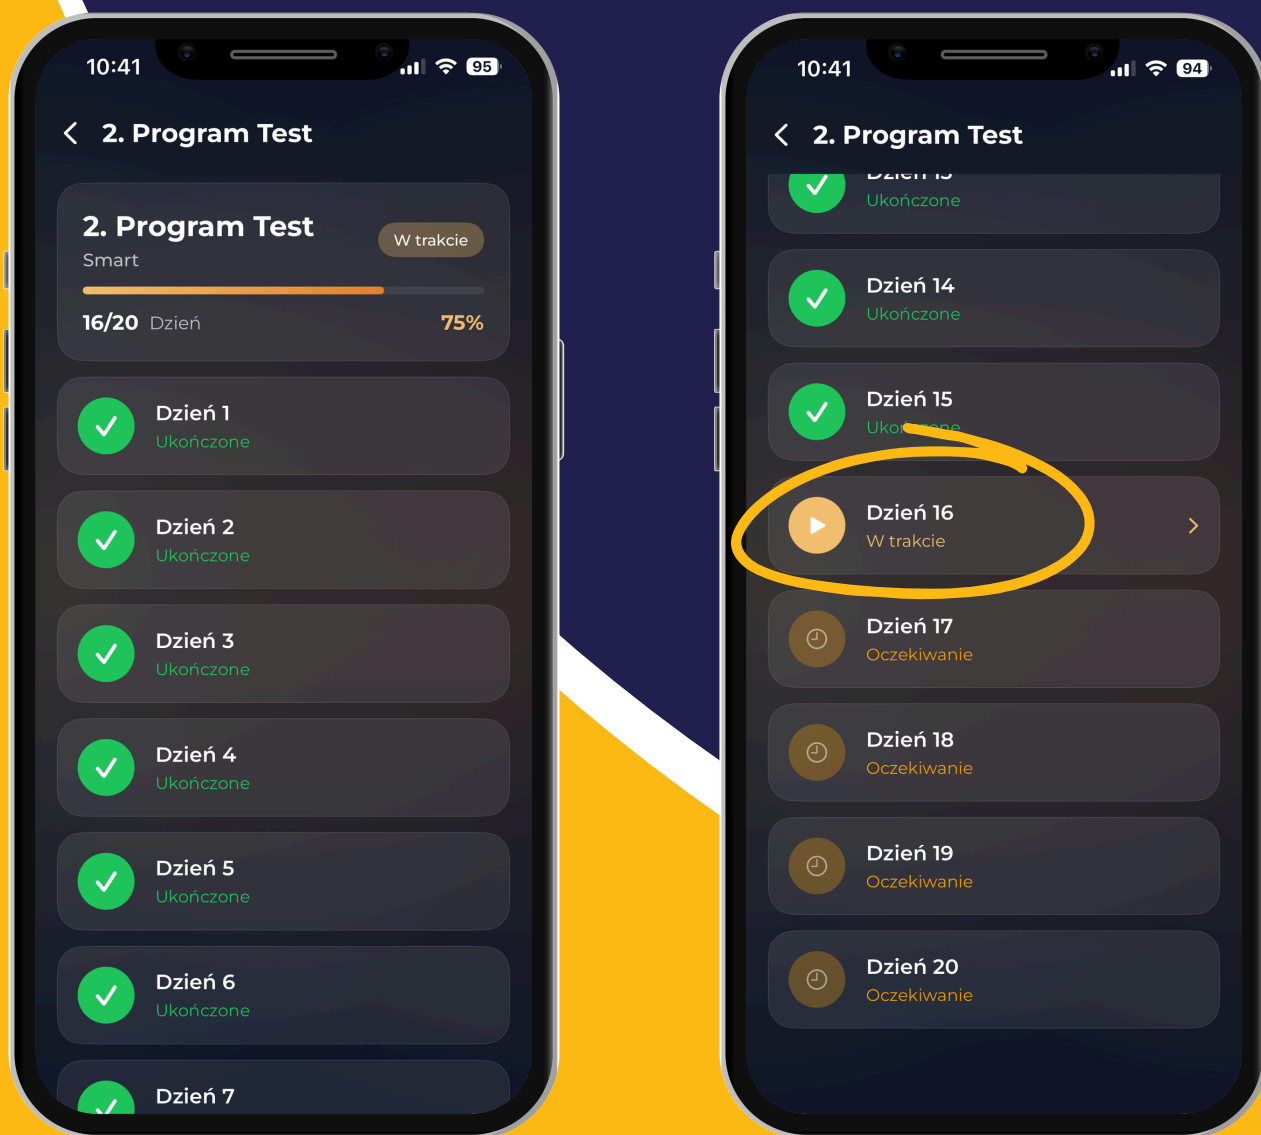 10:41
95
2. Program Test
2. Program Test
W trakcie
Smart
16/20 Dzień
75%
Dzień 1
Ukończone
Dzień 2
Ukończone
Dzień 3
Ukończone
Dzień 4
Ukończone
Dzień 5
Ukończone
Dzień 6
Ukończone
Dzień 7
10:41
94
2. Program Test
Dzień 13
Ukończone
Dzień 14
Ukończone
Dzień 15
Ukończone
Dzień 16
W trakcie
Dzień 17
Oczekiwanie
Dzień 18
Oczekiwanie
Dzień 19
Oczekiwanie
Dzień 20
Oczekiwanie